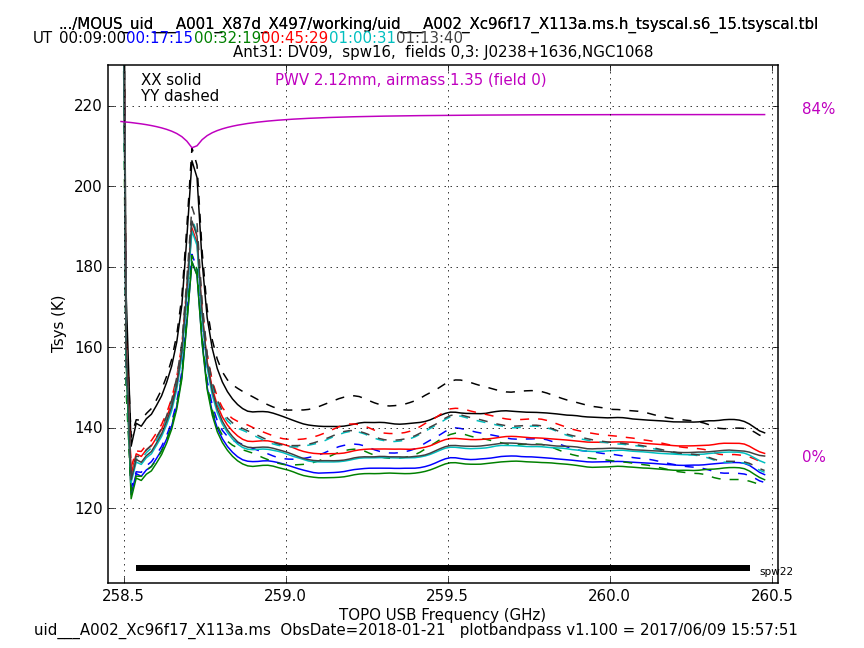 .../MOUS_uid___A001_X87d_X497/working/uid___A002_Xc96f17_X113a.ms.h_tsyscal.s6_15.tsyscal.tbl
UT 00:09:00 00:17:15 00:32:19 00:45:29 01:00:31 01:13:40
Ant31: DV09, spw16, fields 0,3: J0238+1636,NGC1068
XX solid
PWV 2.12mm, airmass 1.35 (field 0)
YY dashed
220
84%
200
180
Tsys (K)
160
140
0%
120
spw22
258.5 259.0 259.5 260.0 260.5
TOPO USB Frequency (GHz)
uid___A002_Xc96f17_X113a.ms ObsDate=2018-01-21 plotbandpass v1.100 = 2017/06/09 15:57:51